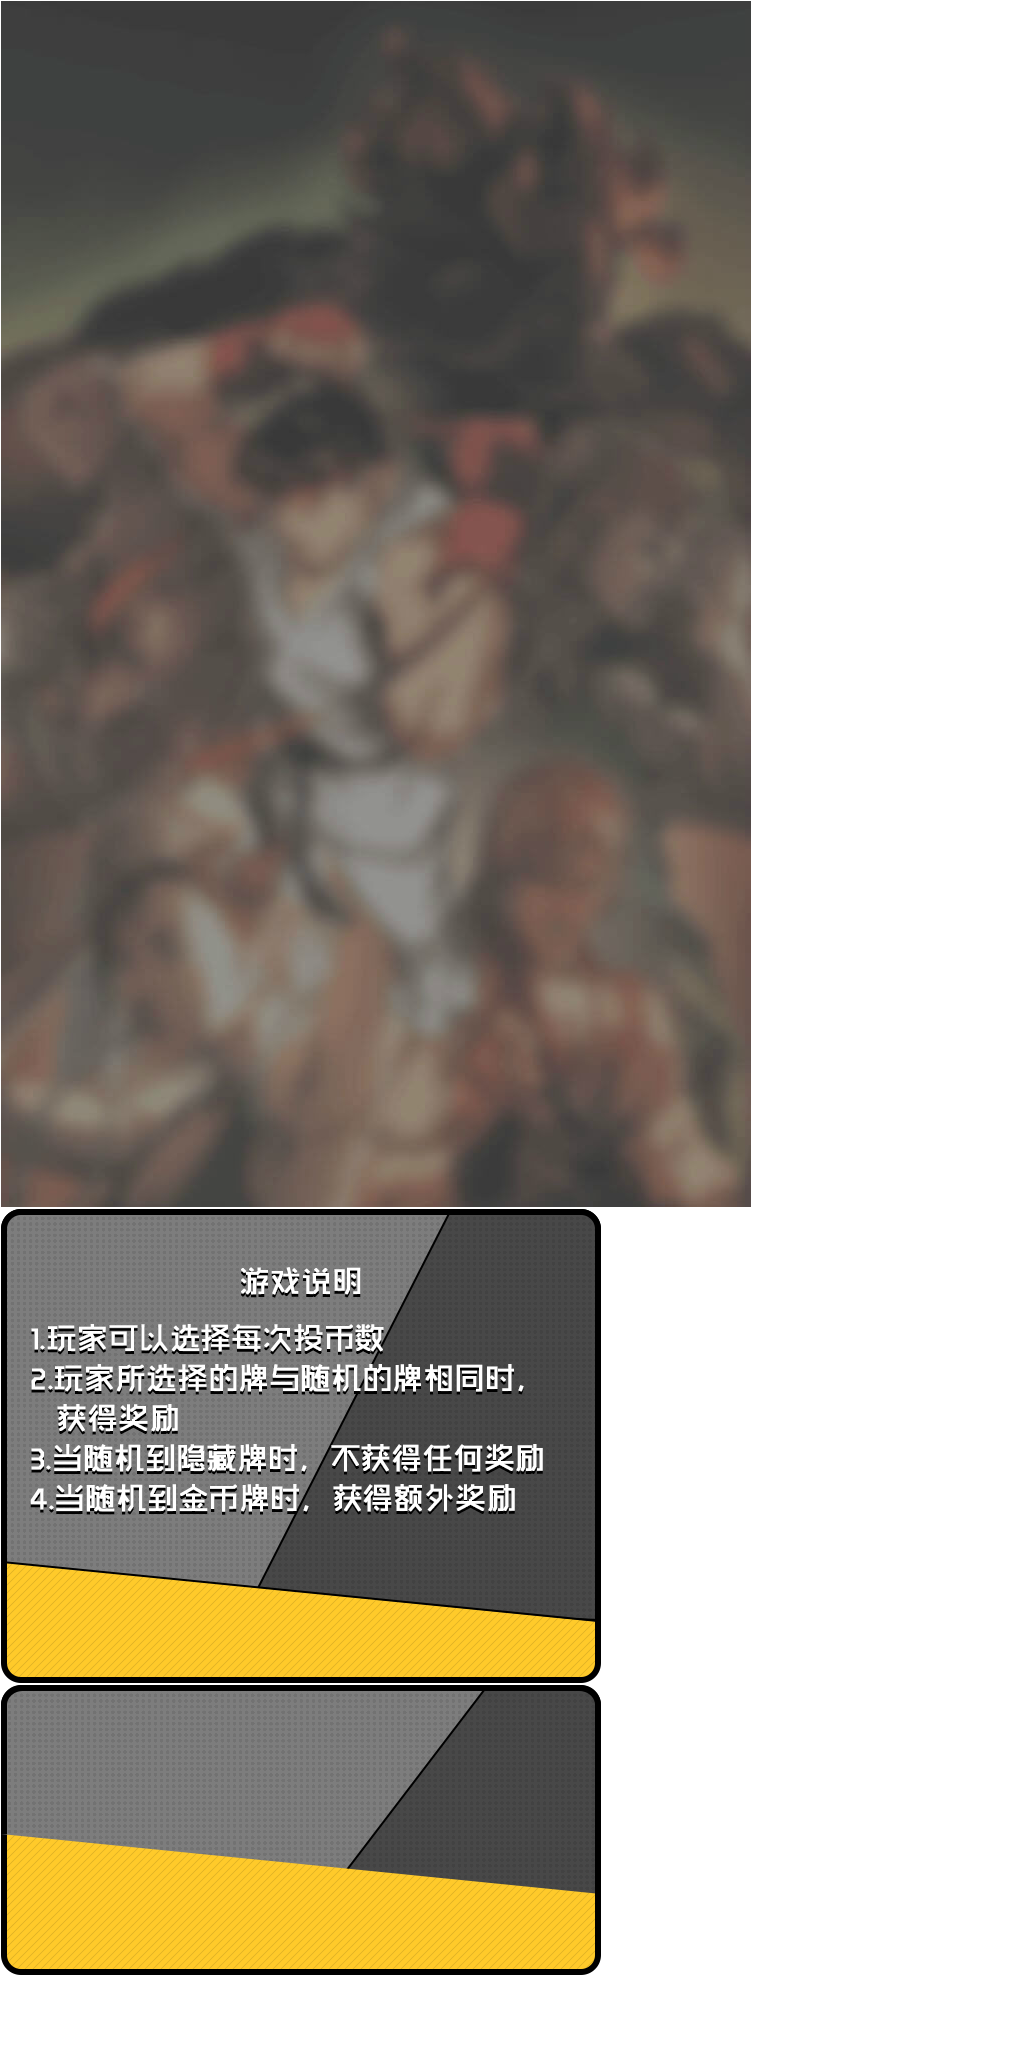 游戏说明
1.玩家可以选择每次投币数
2.玩家所选择的牌与随机的牌相同时，
获得奖励
3.当随机到隐藏牌时，不获得任何奖励
4.当随机到金币牌时，获得额外奖励